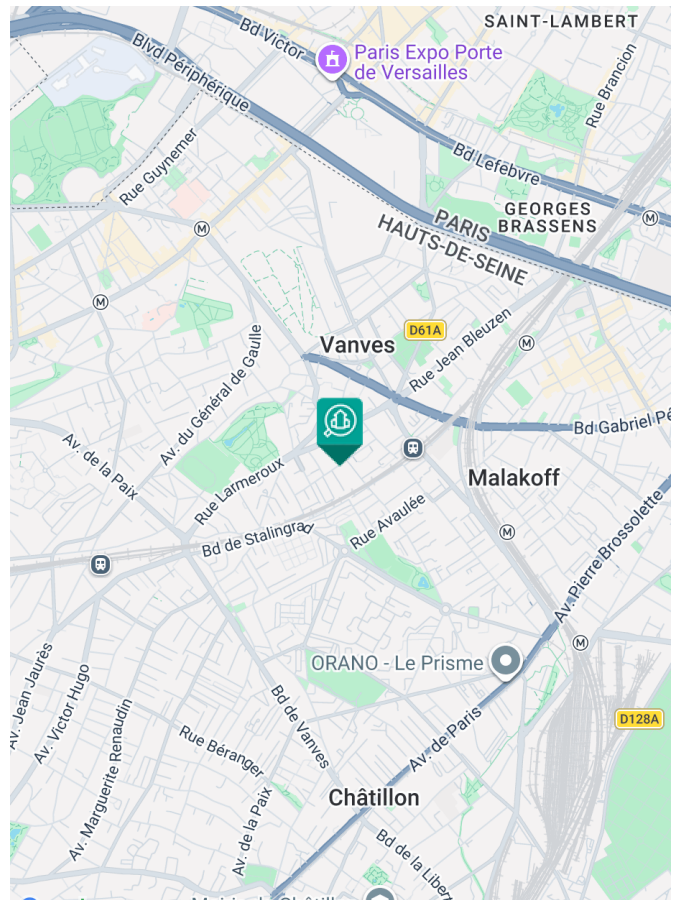 SAINT-LAMBERT
Bd Victor
Paris Expo Porte
de Versailles
Blvd Périphérique
Rue Brancion
Bd Lefebvre
Rue Guynemer
GEORGES
BRASSENS
PARIS
HAUTS-DE-SEINE
M
M
M
D61A
Vanves
Rue Jean Bleuzen
M
Av. du Général de Gaulle
Bd Gabriel Pé
Av. de la Paix
Rue Larmeroux
Malakoff
Rue Avaulée
Bd de Stalingrad
M
Av. Pierre Brossolette
M
ORANO - Le Prisme
Av. Jean Jaurès
Av. Victor Hugo
Av. Marguerite Renaudin
Bd de Vanves
D128A
Av. de Paris
Rue Béranger
Av. de la Paix
Châtillon
Bd de la Libert